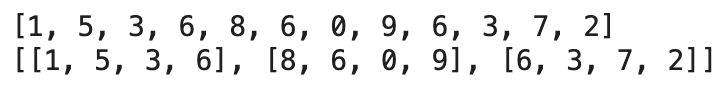 [1, 5, 3, 6, 8, 6, 0, 9, 6, 3, 7, 2]
[[1, 5, 3, 6], [8, 6, 0, 9], [6, 3, 7, 2]]